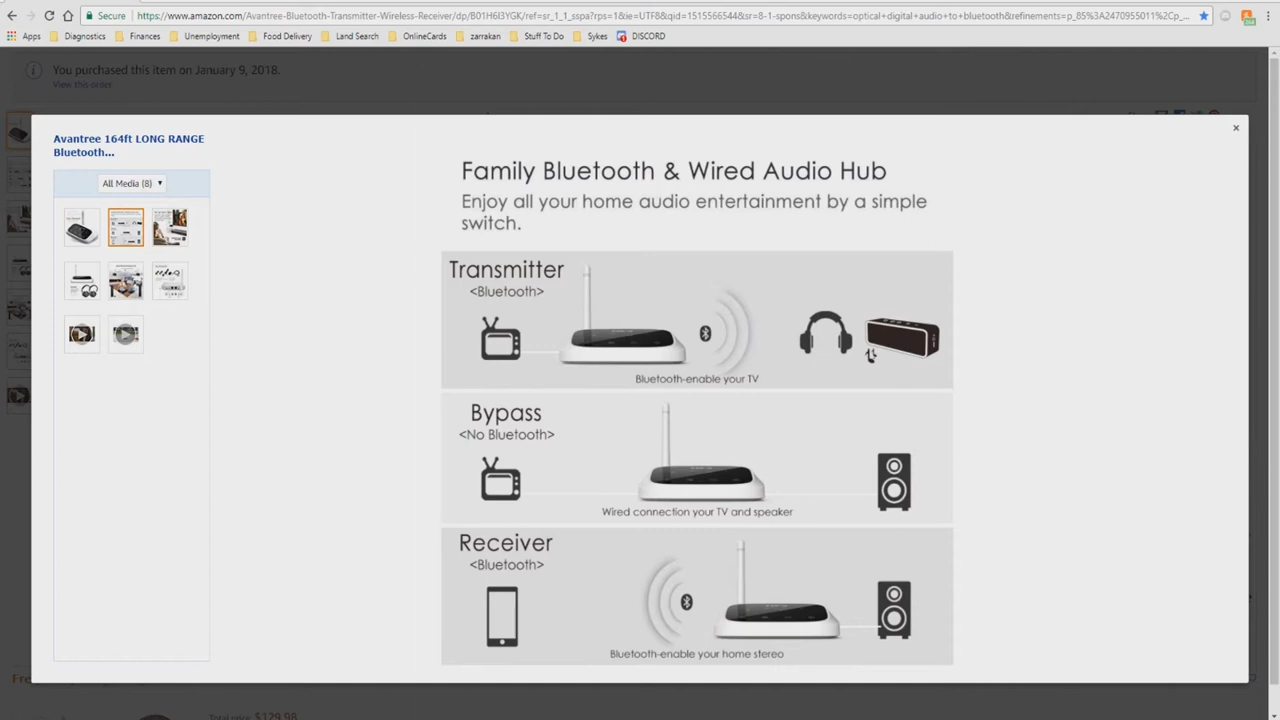 Secure
https://www.amazon.com/Avantree-Bluetooth-Transmitter-Wireless-Receiver/dp/B01H6I3YGK/ref=sr_1_1_sspa?rps=1&ie=UTF8&qid=1515566544&sr=8-1-spons&keywords=optical+digital+audio+to+bluetooth&refinements=p_85%3A2470955011%2Cp_...
Apps Diagnostics Finances Unemployment Food Delivery Land Search OnlineCards zarrakan Stuff To Do Sykes DISCORD
You purchased this item on January 9, 2018.
View this order
Avantree 164ft LONG RANGE
Bluetooth...
All Media (8)
Family Bluetooth & Wired Audio Hub
Enjoy all your home audio entertainment by a simple
switch.
Transmitter
<Bluetooth>
Bluetooth-enable your TV
Bypass
<No Bluetooth>
Wired connection your TV and speaker
Receiver
<Bluetooth>
Bluetooth-enable your home stereo
Fre
Total price: $129.98